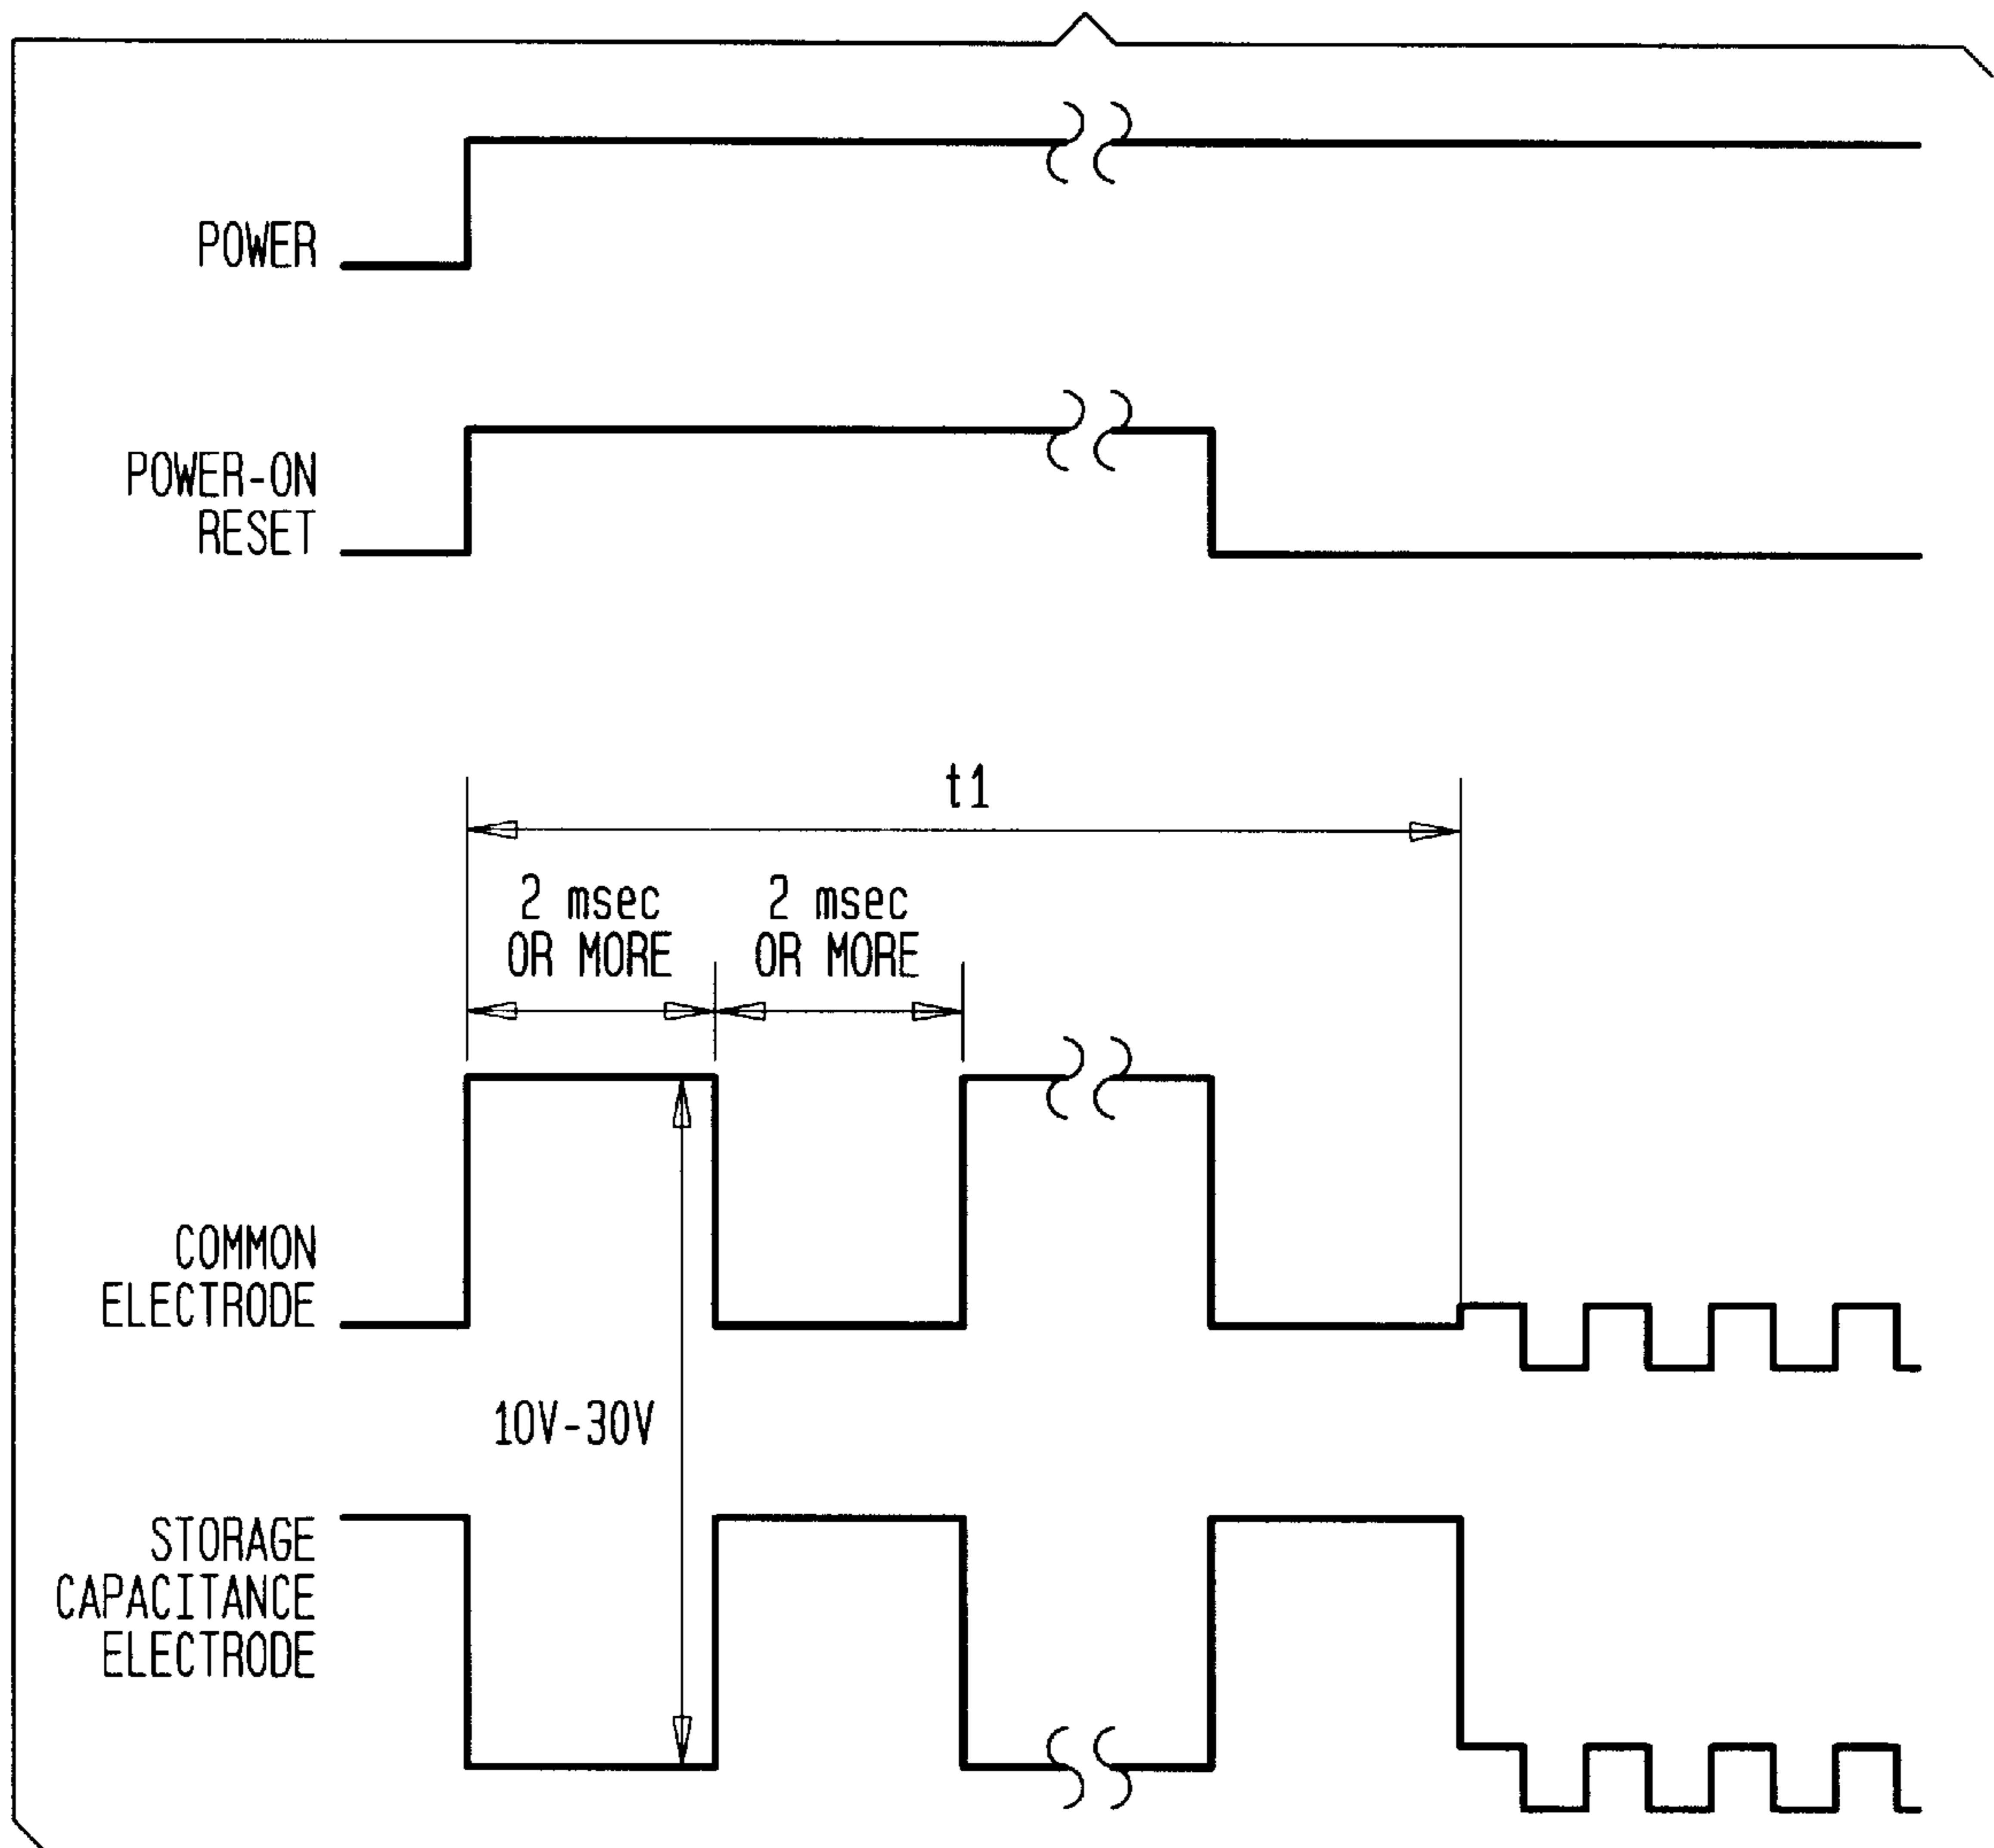 POWER
POWER-ON
RESET
t1
2 msec
OR MORE
2 msec
OR MORE
COMMON
ELECTRODE
10V-30V
STORAGE
CAPACITANCE
ELECTRODE